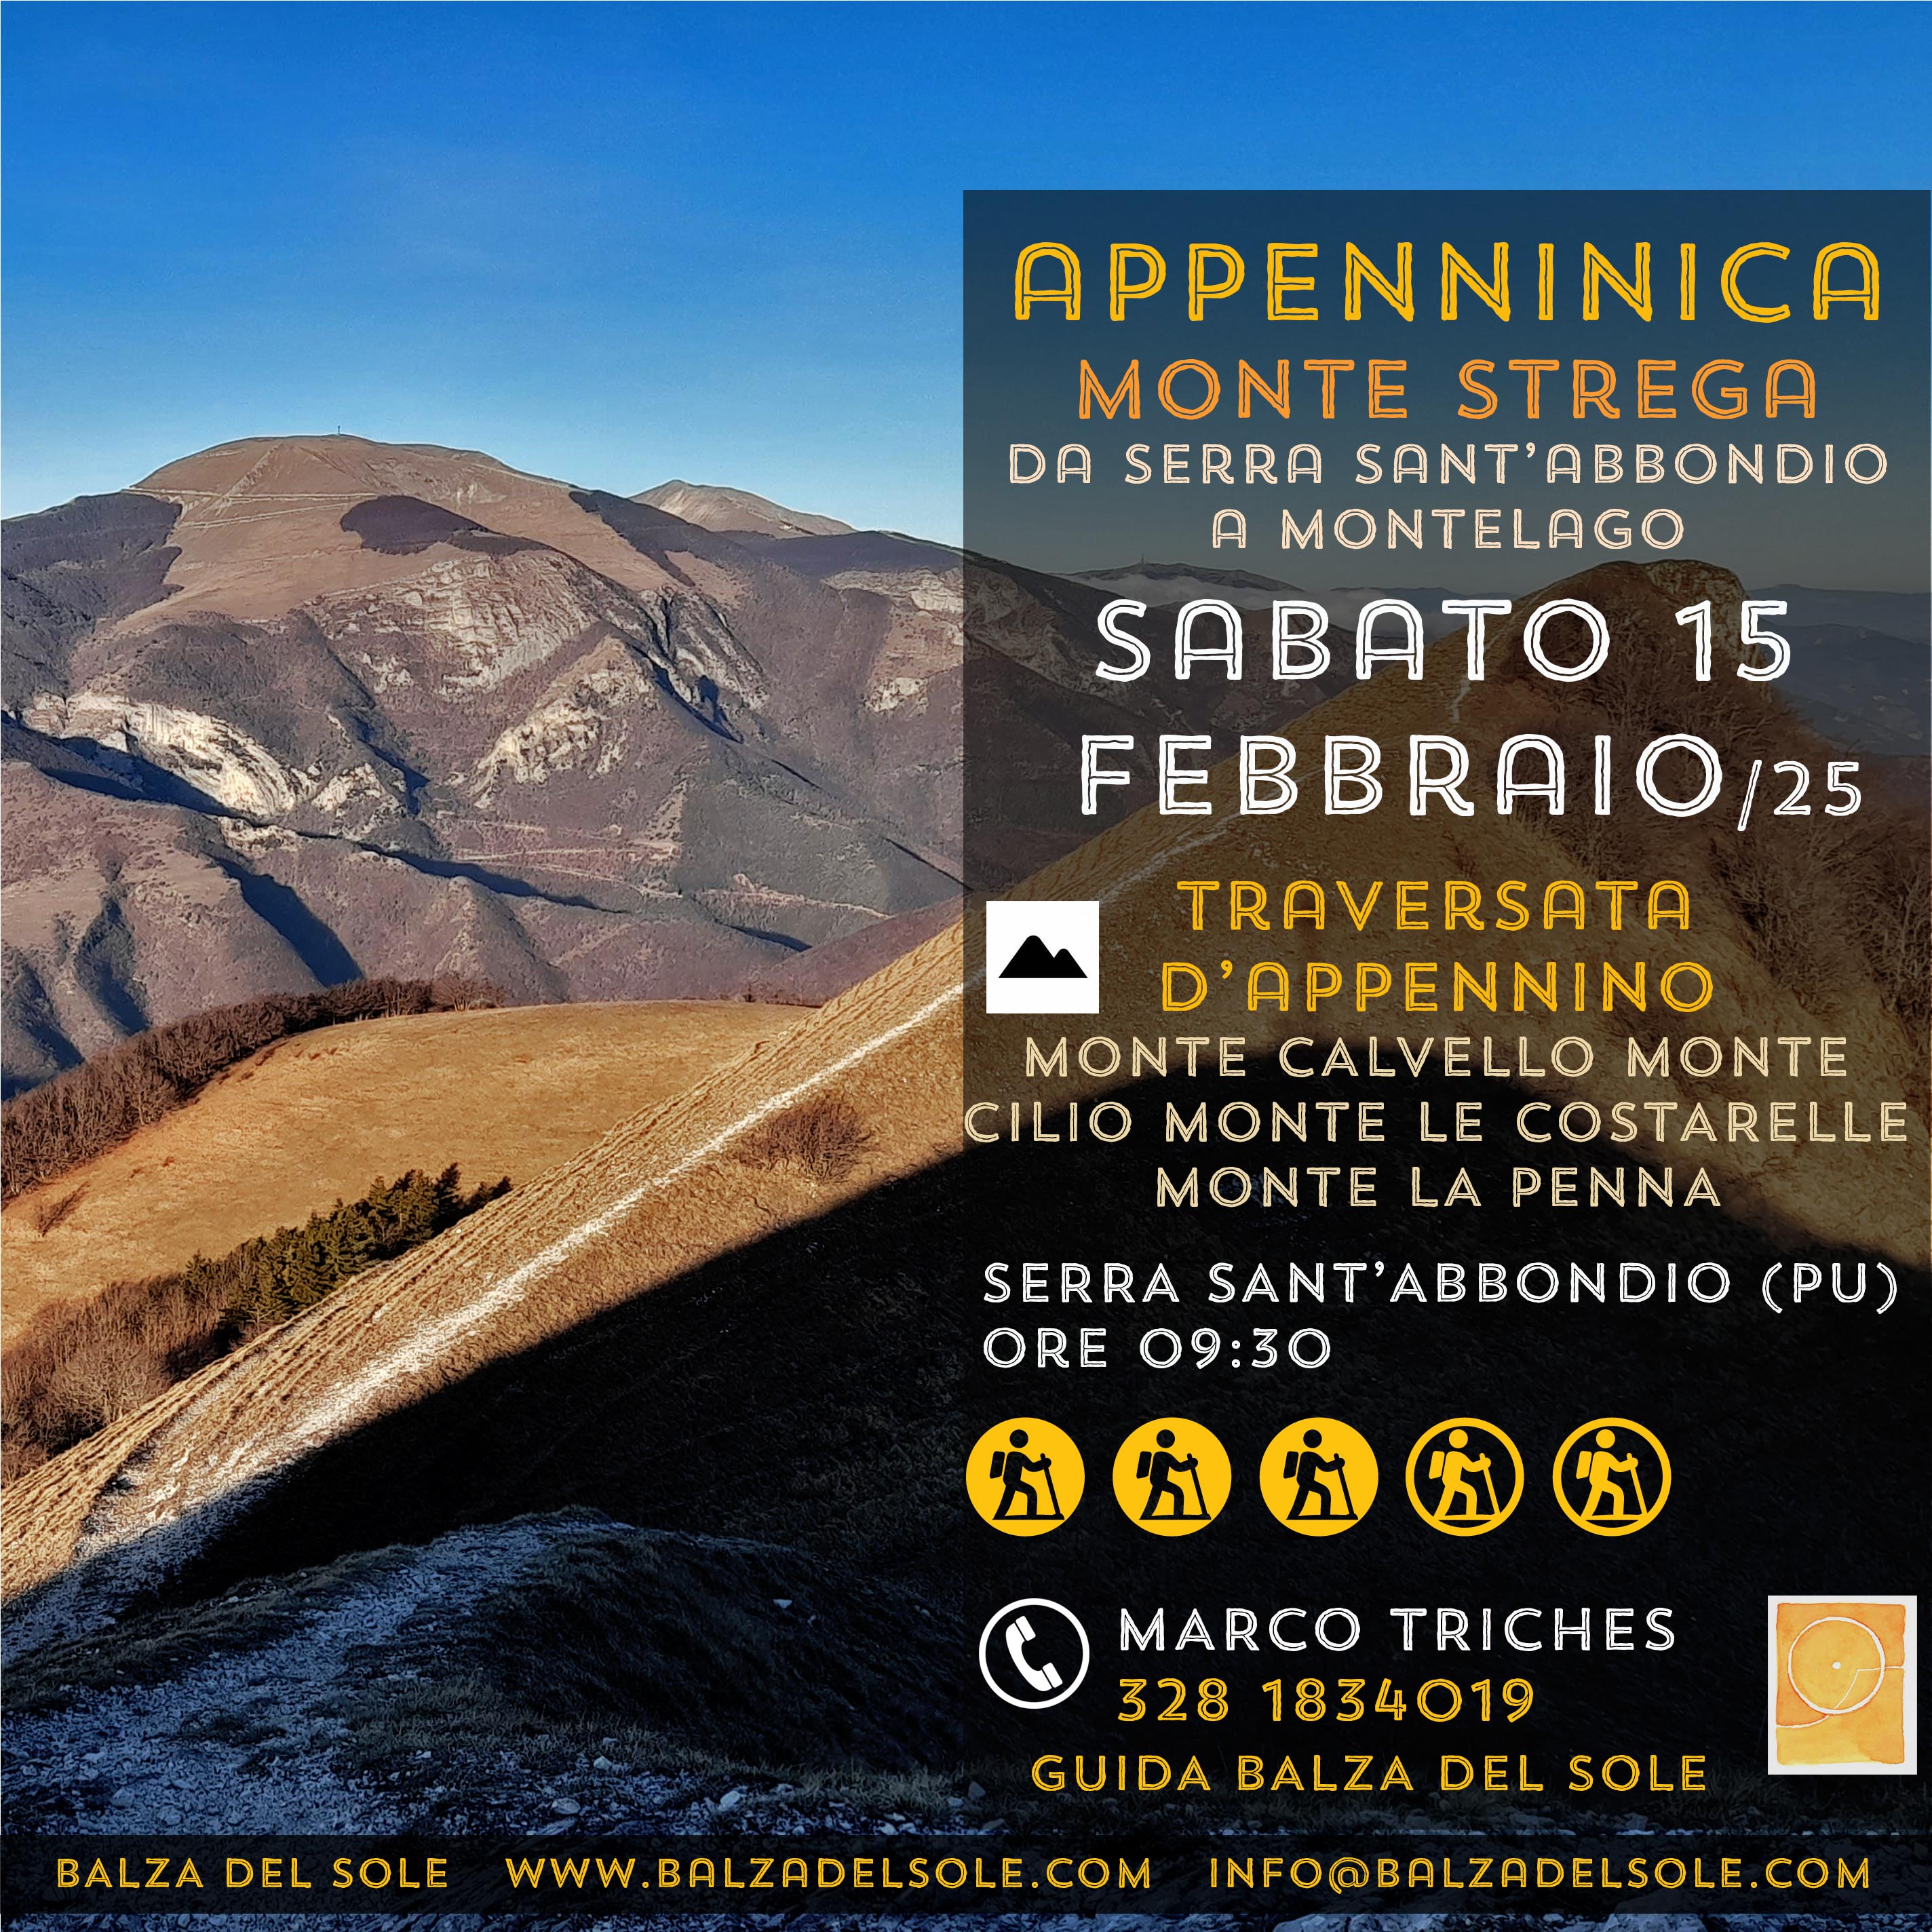 APPENNINICA
MONTE STREGA
DA SERRA SANT'ABBONDIO
A MONTELAGO
SABATO 15
FEBBRAIO/25
TRAVERSATA
D'APPENNINO
MONTE CALVELLO MONTE
CILIO MONTE LE COSTARELLE
MONTE LA PENNA
SERRA SANT'ABBONDIO (PU)
ORE 09:30
MARCO TRICHES
328 1834019
GUIDA BALZA DEL SOLE
BALZA DEL SOLE WWW.BALZADELSOLE.COM INFO@BALZADELSOLE.COM